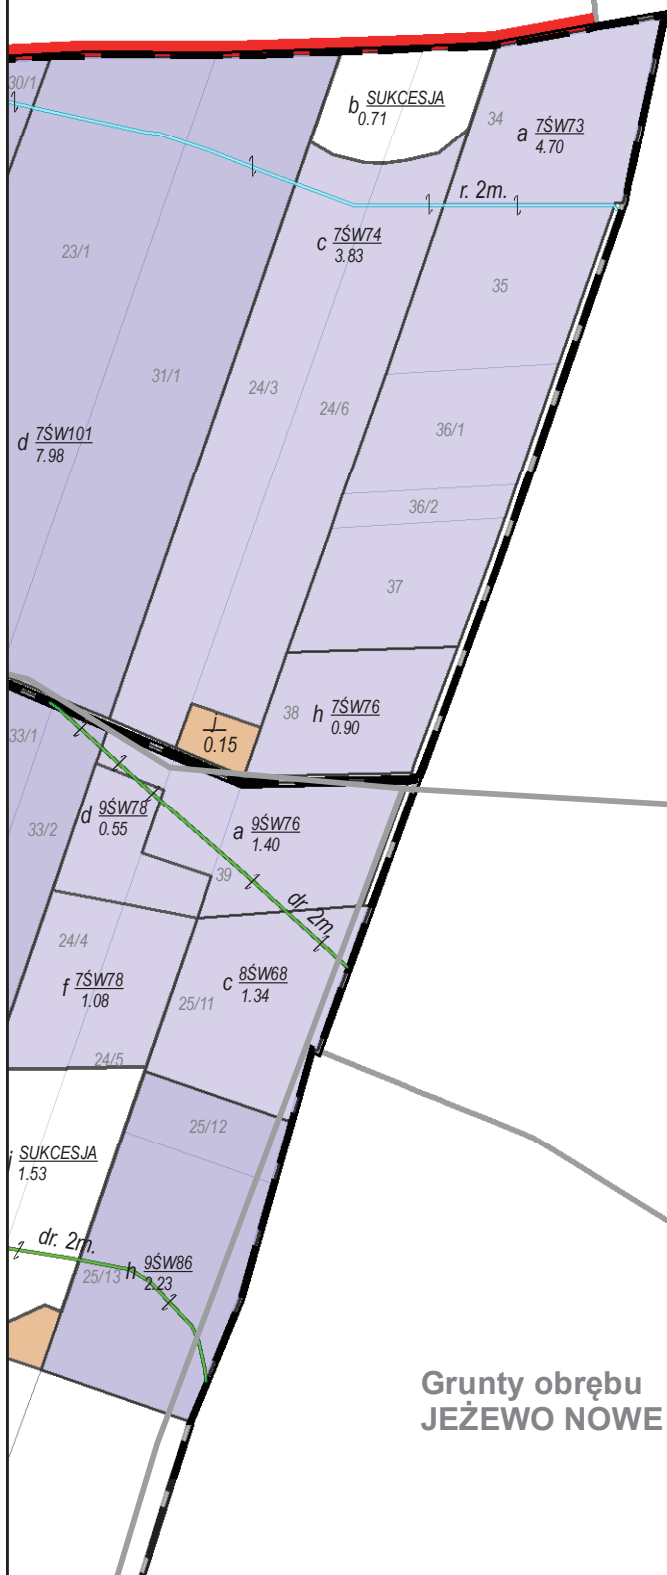 30/1
b SUKCESJA
0.71
34
a 7ŚW73
4.70
r. 2m.
c 7ŚW74
3.83
23/1
35
31/1
24/3
24/6
36/1
d 7ŚW101
7.98
36/2
37
38
h 7ŚW76
0.90
j
0.15
33/1
d 9ŚW78
0.55
33/2
a 9ŚW76
1.40
39
dr. 2m.
24/4
f 7ŚW78
1.08
c 8ŚW68
1.34
25/11
24/5
25/12
i SUKCESJA
1.53
dr. 2m.
25/13
h 9ŚW86
2.23
Grunty obrębu
JEŻEWO NOWE